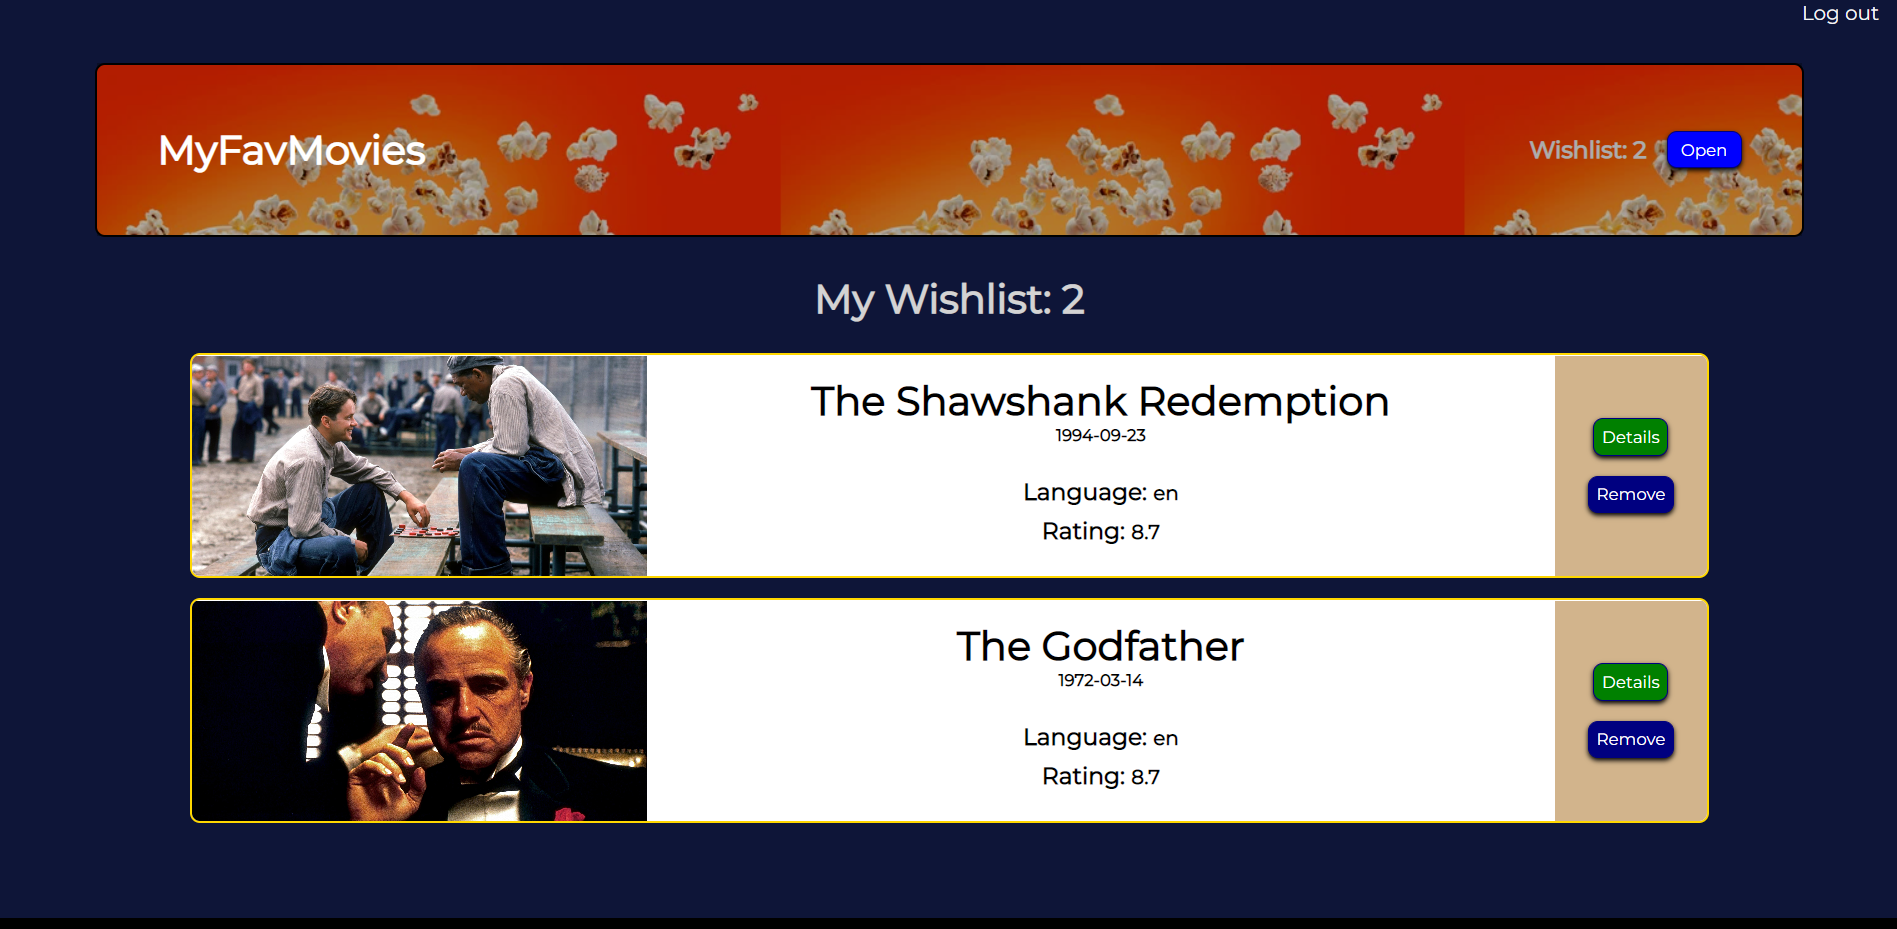 Log out
MyFavMovies
Wishlist: 2 Open
My Wishlist: 2
The Shawshank Redemption
1994-09-23
Language: en
Rating: 8.7
Details
Remove
The Godfather
1972-03-14
Language: en
Rating: 8.7
Details
Remove